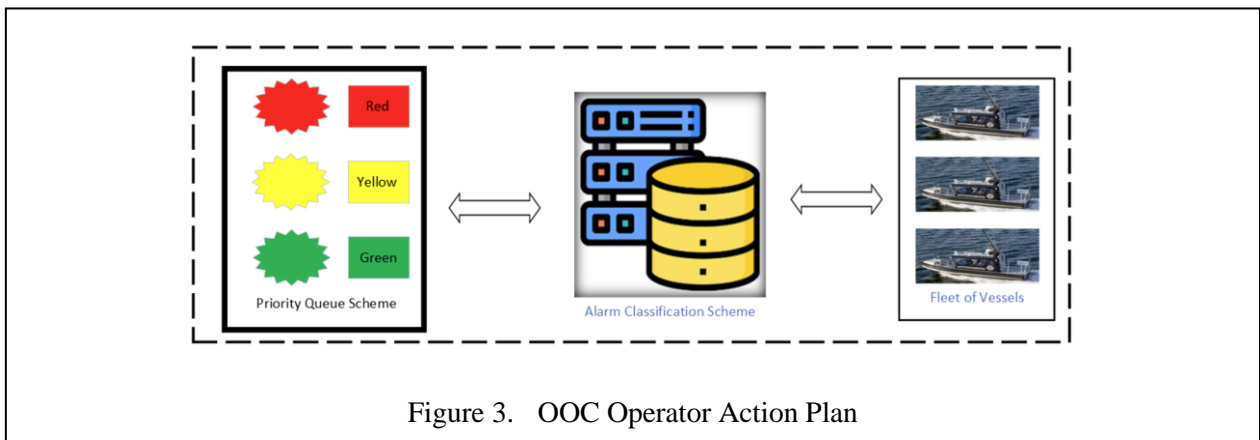 Red
Yellow
Green
Priority Queue Scheme
Alarm Classification Scheme
Fleet of Vessels
Figure 3. OOC Operator Action Plan